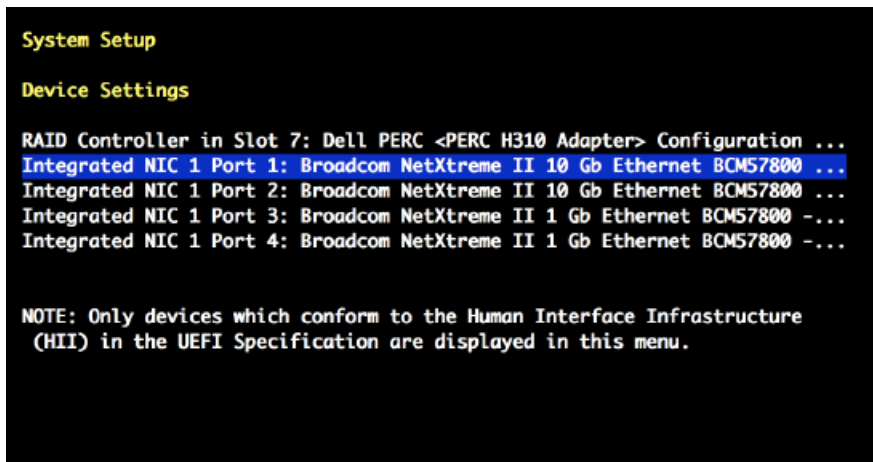 System Setup
Device Settings
RAID Controller in Slot 7: Dell PERC <PERC H310 Adapter> Configuration ...
Integrated NIC 1 Port 1: Broadcom NetXtreme II 10 Gb Ethernet BCM57800 ...
Integrated NIC 1 Port 2: Broadcom NetXtreme II 10 Gb Ethernet BCM57800 ...
Integrated NIC 1 Port 3: Broadcom NetXtreme II 1 Gb Ethernet BCM57800 -...
Integrated NIC 1 Port 4: Broadcom NetXtreme II 1 Gb Ethernet BCM57800 -...
NOTE: Only devices which conform to the Human Interface Infrastructure
(HII) in the UEFI Specification are displayed in this menu.